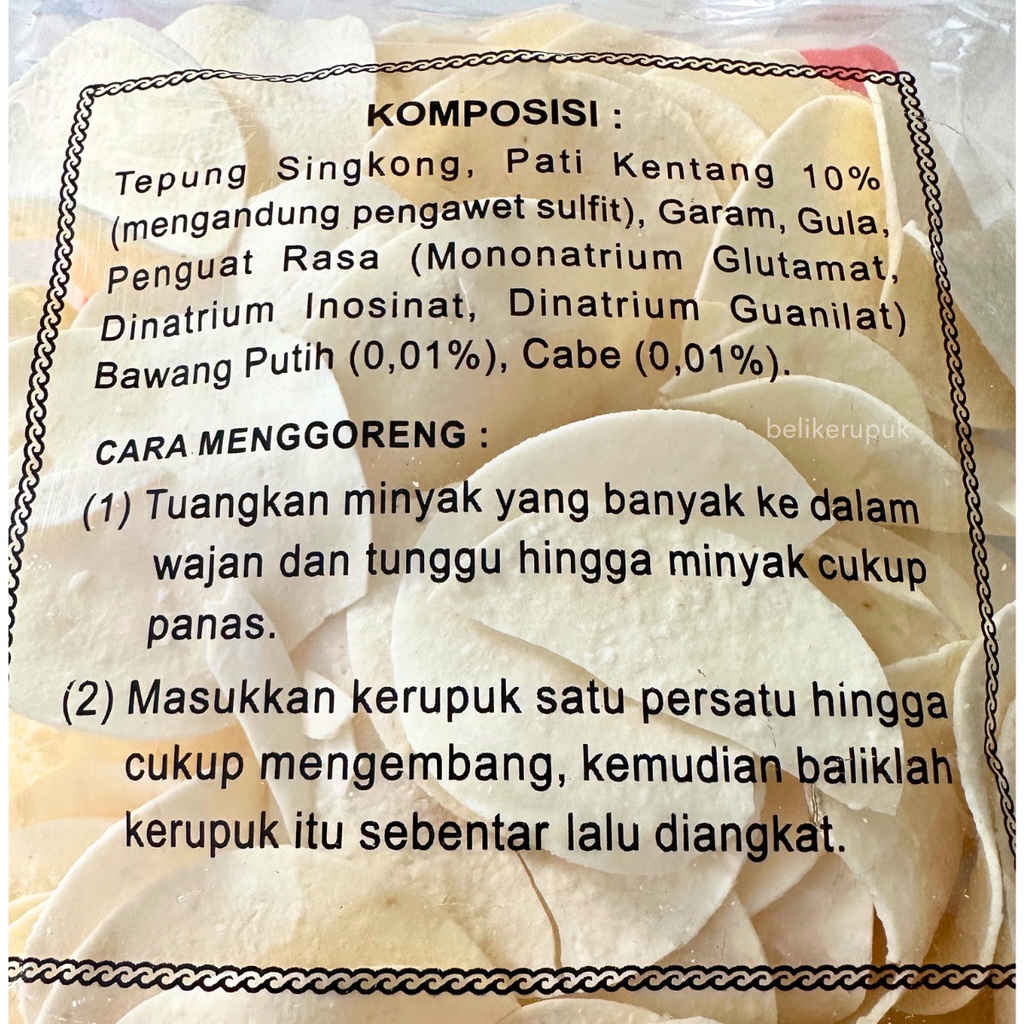 KOMPOSISI :
Tepung Singkong, Pati Kentang 10%
(mengandung pengawet sulfit), Garam, Gula,
Penguat Rasa (Mononatrium Glutamat,
Dinatrium Inosinat, Dinatrium Guanilat)
Bawang Putih (0,01%), Cabe (0,01%).
CARA MENGGORENG :
belikerupuk
(1) Tuangkan minyak yang banyak ke dalam
wajan dan tunggu hingga minyak cukup
panas.
(2) Masukkan kerupuk satu persatu hingga
cukup mengembang, kemudian baliklah
kerupuk itu sebentar lalu diangkat.